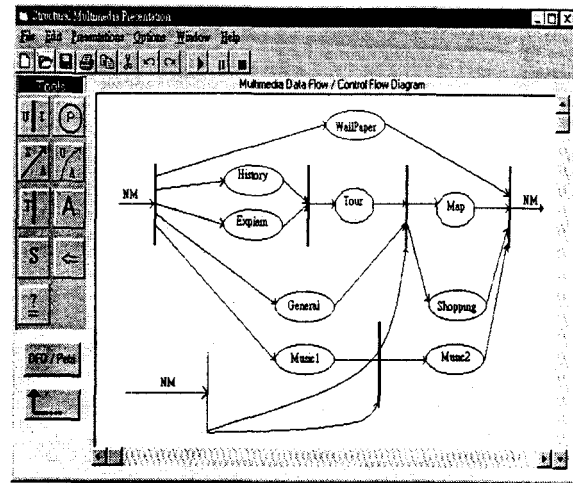 Structural Multimedia Presentation
File Edit Presentations Options Window Help
Tools
Multimedia Data Flow / Control Flow Diagram
U I
P
A
U A
T
A
S
?
DFD / Petri
WallPaper
History
NM
Explain
Tour
Map
NM
General
Shopping
Music1
Music2
NM